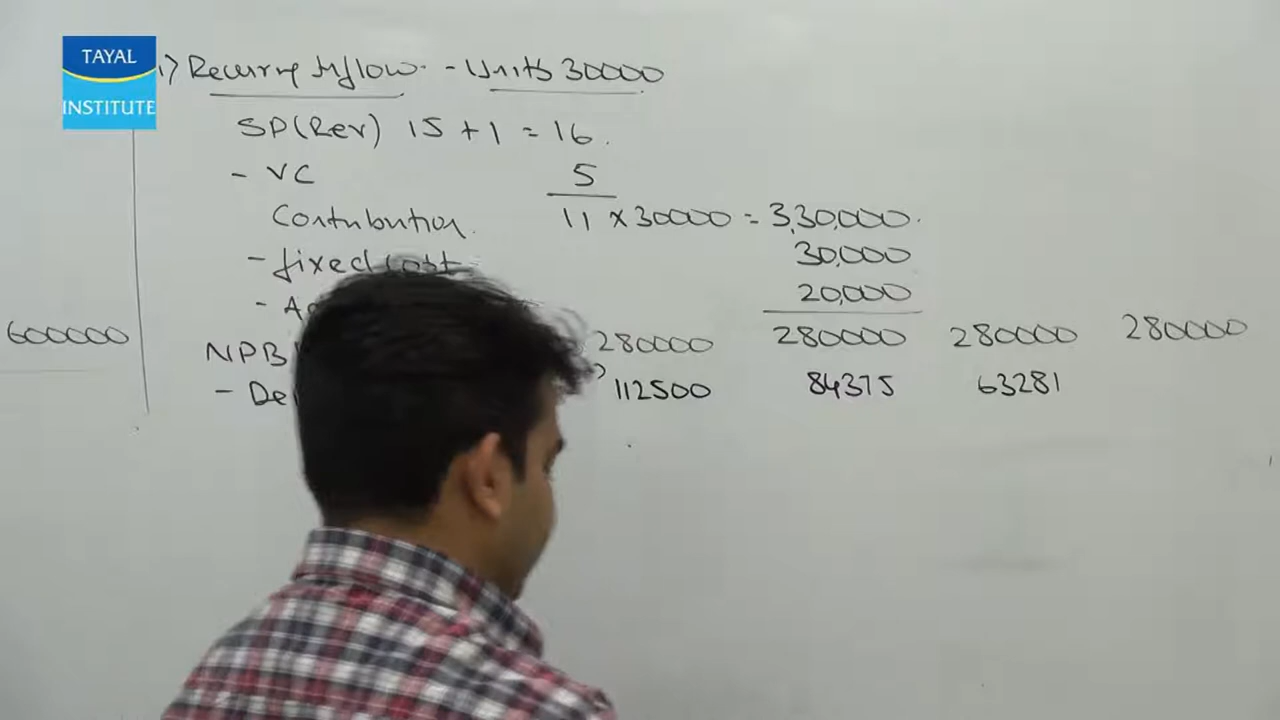 TAYAL
INSTITUTE
1) Recurring Inflow - Units 30000
SP(Rev) 15 + 1 = 16.
- VC 5
Contribution 11 x 30000 = 3,30,000.
- fixed cost 30,000
- 20,000
600000
NPB 280000 280000 280000 280000
- De 112500 84375 63281